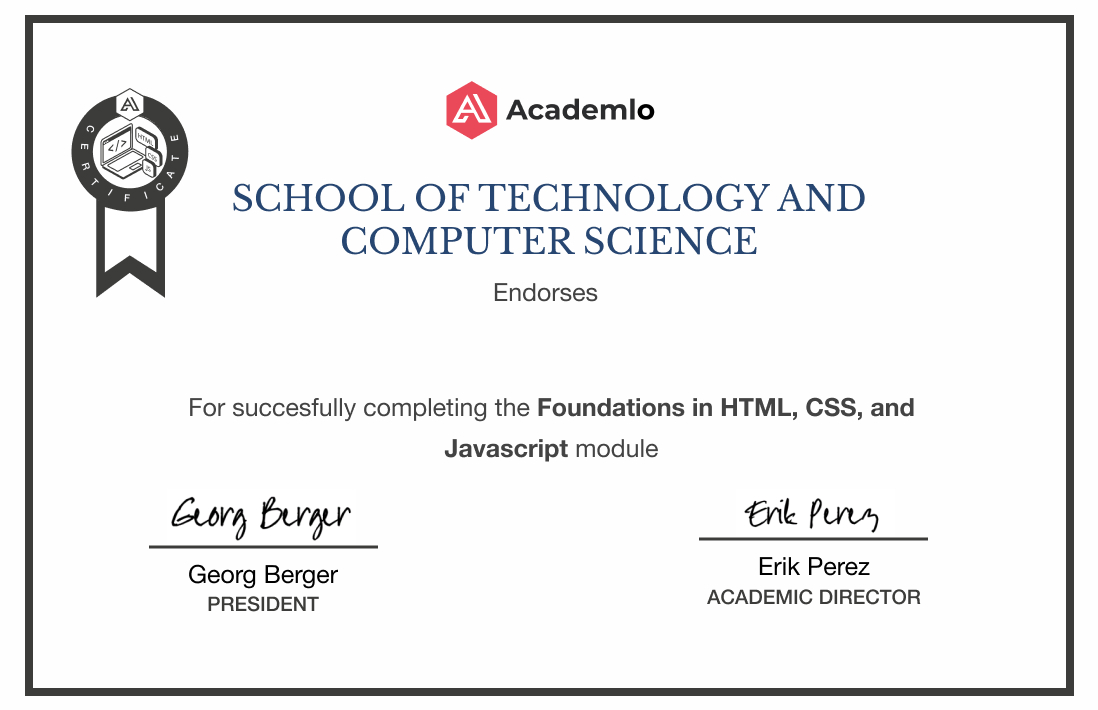 Academlo
CERTIFICATE
</>
HTML
CSS
JS
SCHOOL OF TECHNOLOGY AND
COMPUTER SCIENCE
Endorses
For succesfully completing the Foundations in HTML, CSS, and
Javascript module
Georg Berger
Georg Berger
PRESIDENT
Erik Perez
Erik Perez
ACADEMIC DIRECTOR